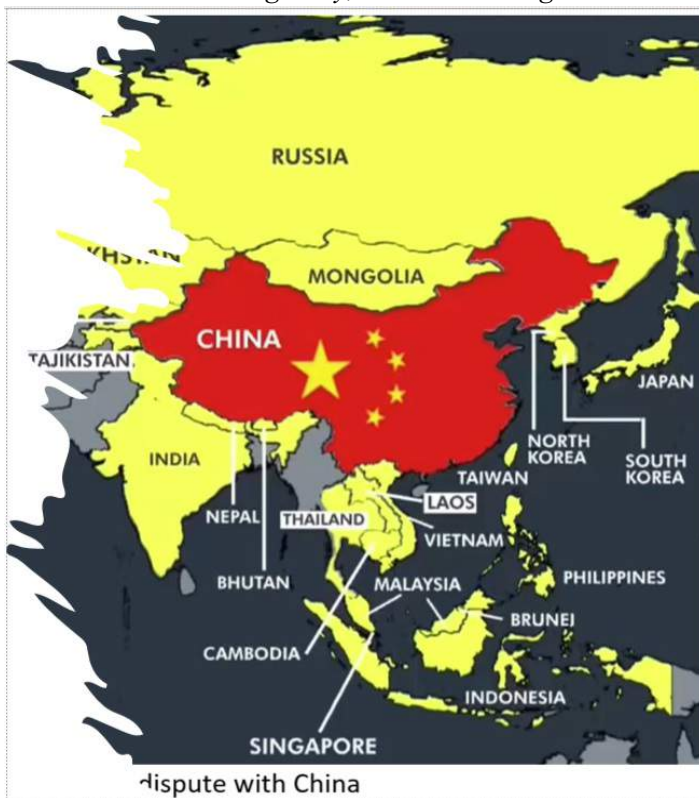 RUSSIA
MONGOLIA
CHINA
TAJIKISTAN
JAPAN
NORTH
KOREA
SOUTH
KOREA
TAIWAN
INDIA
NEPAL
LAOS
THAILAND
VIETNAM
BHUTAN
MALAYSIA
PHILIPPINES
BRUNEJ
CAMBODIA
INDONESIA
SINGAPORE
dispute with China